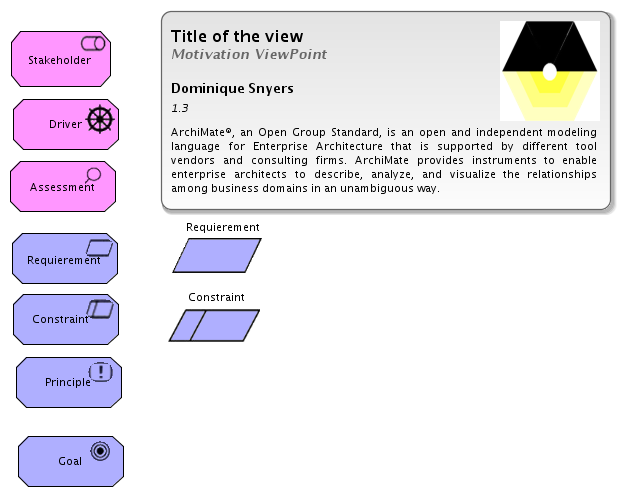 Stakeholder
Driver
Assessment
Requierement
Constraint
Principle
Goal
Title of the view
Motivation ViewPoint
Dominique Snyers
1.3
ArchiMate®, an Open Group Standard, is an open and independent modeling
language for Enterprise Architecture that is supported by different tool
vendors and consulting firms. ArchiMate provides instruments to enable
enterprise architects to describe, analyze, and visualize the relationships
among business domains in an unambiguous way.
Requierement
Constraint